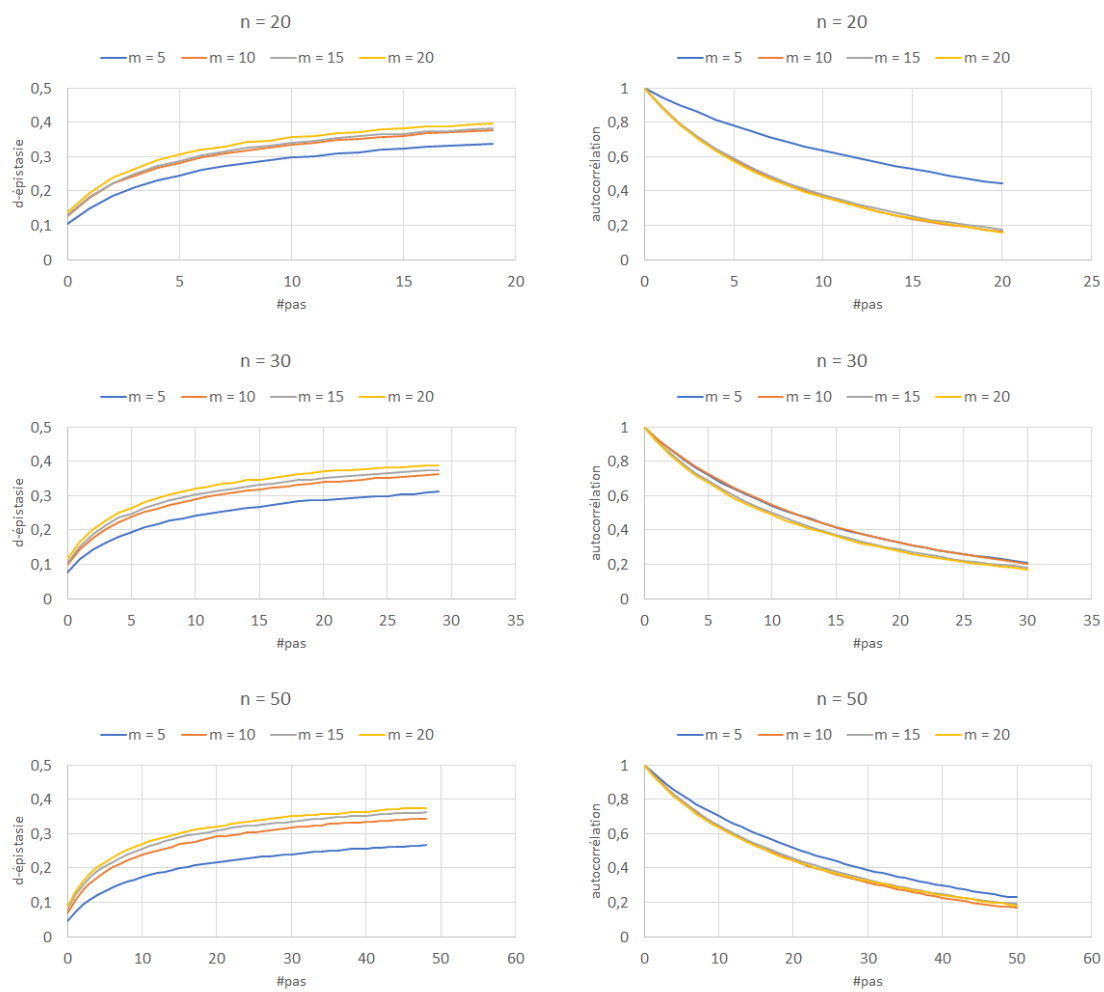 n = 20
m = 5 m = 10 m = 15 m = 20
0,5
0,4
0,3
0,2
0,1
0
d-épistasie
0 5 10 15 20
#pas
n = 20
m = 5 m = 10 m = 15 m = 20
1
0,8
0,6
0,4
0,2
0
autocorrélation
0 5 10 15 20 25
#pas
n = 30
m = 5 m = 10 m = 15 m = 20
0,5
0,4
0,3
0,2
0,1
0
d-épistasie
0 5 10 15 20 25 30 35
#pas
n = 30
m = 5 m = 10 m = 15 m = 20
1
0,8
0,6
0,4
0,2
0
autocorrélation
0 5 10 15 20 25 30 35
#pas
n = 50
m = 5 m = 10 m = 15 m = 20
0,5
0,4
0,3
0,2
0,1
0
d-épistasie
0 10 20 30 40 50 60
#pas
n = 50
m = 5 m = 10 m = 15 m = 20
1
0,8
0,6
0,4
0,2
0
autocorrélation
0 10 20 30 40 50 60
#pas